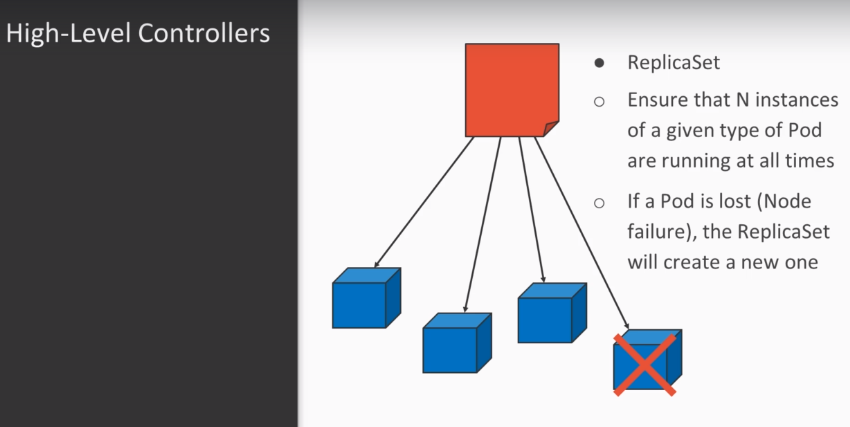 High-Level Controllers
● ReplicaSet
○ Ensure that N instances
of a given type of Pod
are running at all times
○ If a Pod is lost (Node
failure), the ReplicaSet
will create a new one